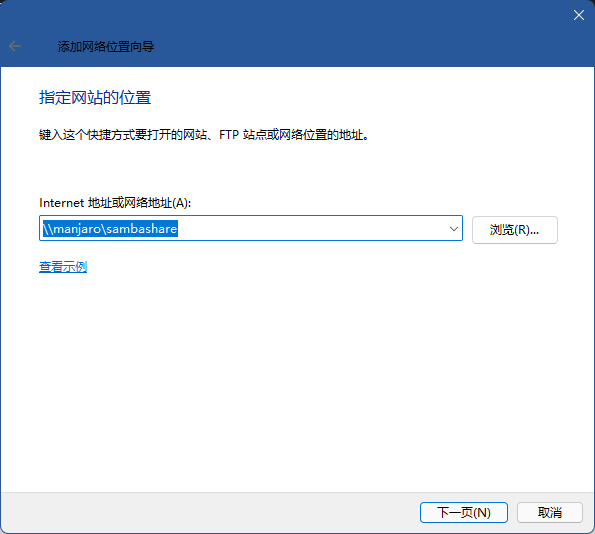 添加网络位置向导
指定网站的位置
键入这个快捷方式要打开的网站、FTP 站点或网络位置的地址。
Internet 地址或网络地址(A):
\\manjaro\sambashare
浏览(R)...
查看示例
下一页(N)
取消